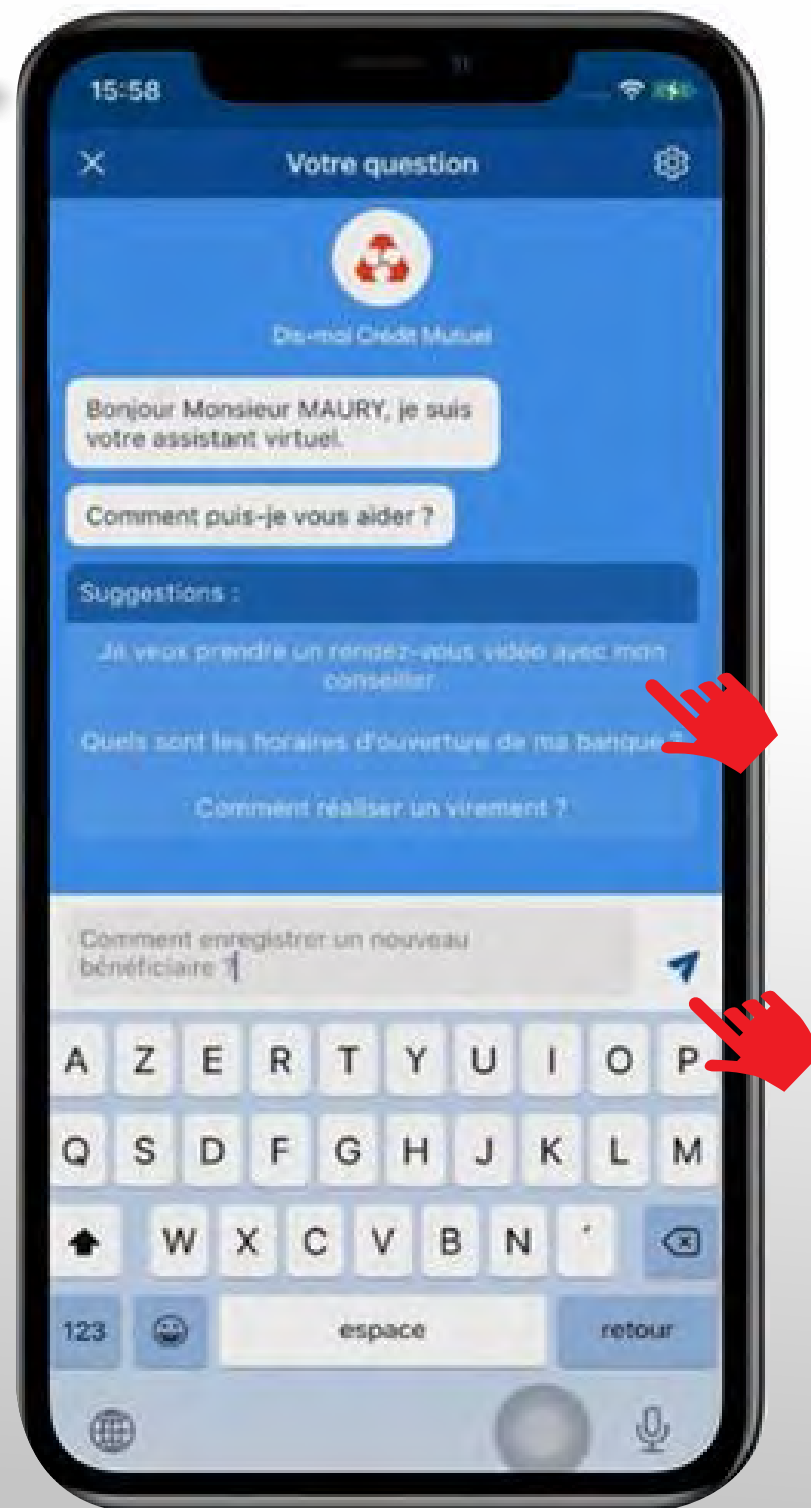 15:58
Votre question
Dis-moi Crédit Mutuel
Bonjour Monsieur MAURY, je suis
votre assistant virtuel.
Comment puis-je vous aider ?
Suggestions :
Je veux prendre un rendez-vous vidéo avec mon
conseiller
Quels sont les horaires d'ouverture de ma banque ?
Comment réaliser un virement ?
Comment enregistrer un nouveau
bénéficiaire ?
A Z E R T Y U I O P
Q S D F G H J K L M
W X C V B N ´
123 espace retour